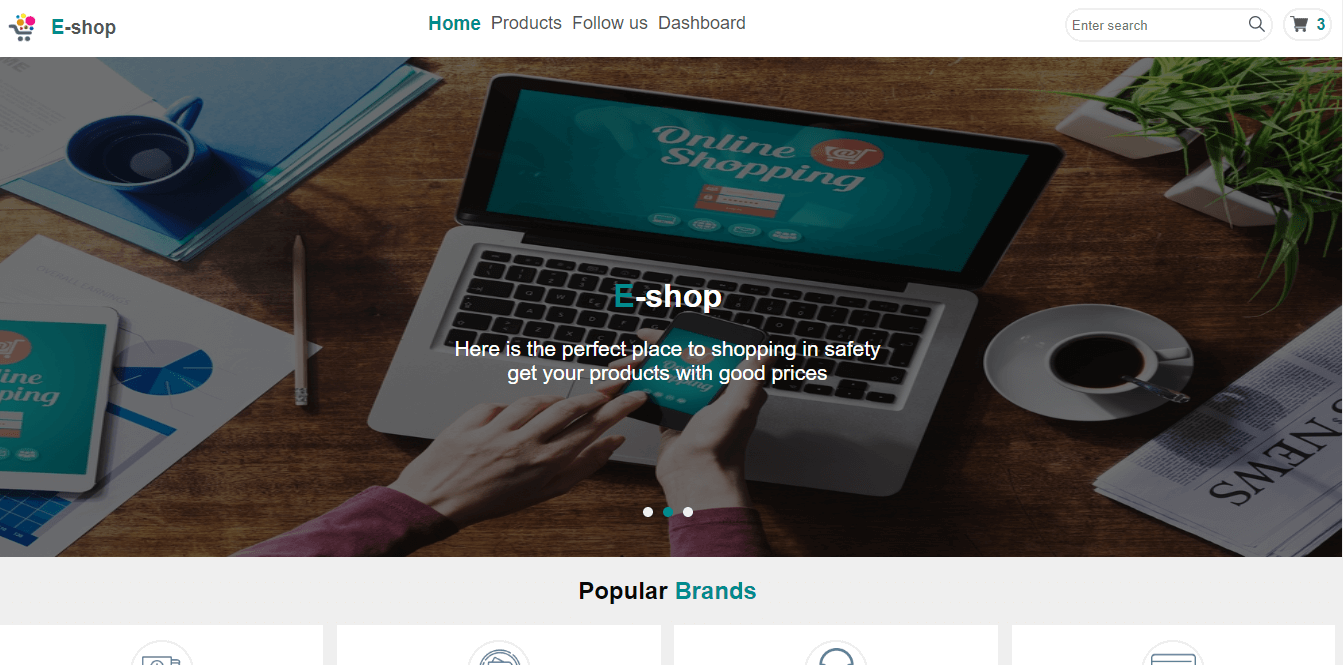 E-shop
Home Products Follow us Dashboard
Enter search
3
Online
Shopping
E-shop
Here is the perfect place to shopping in safety
get your products with good prices
NEWS
Popular Brands